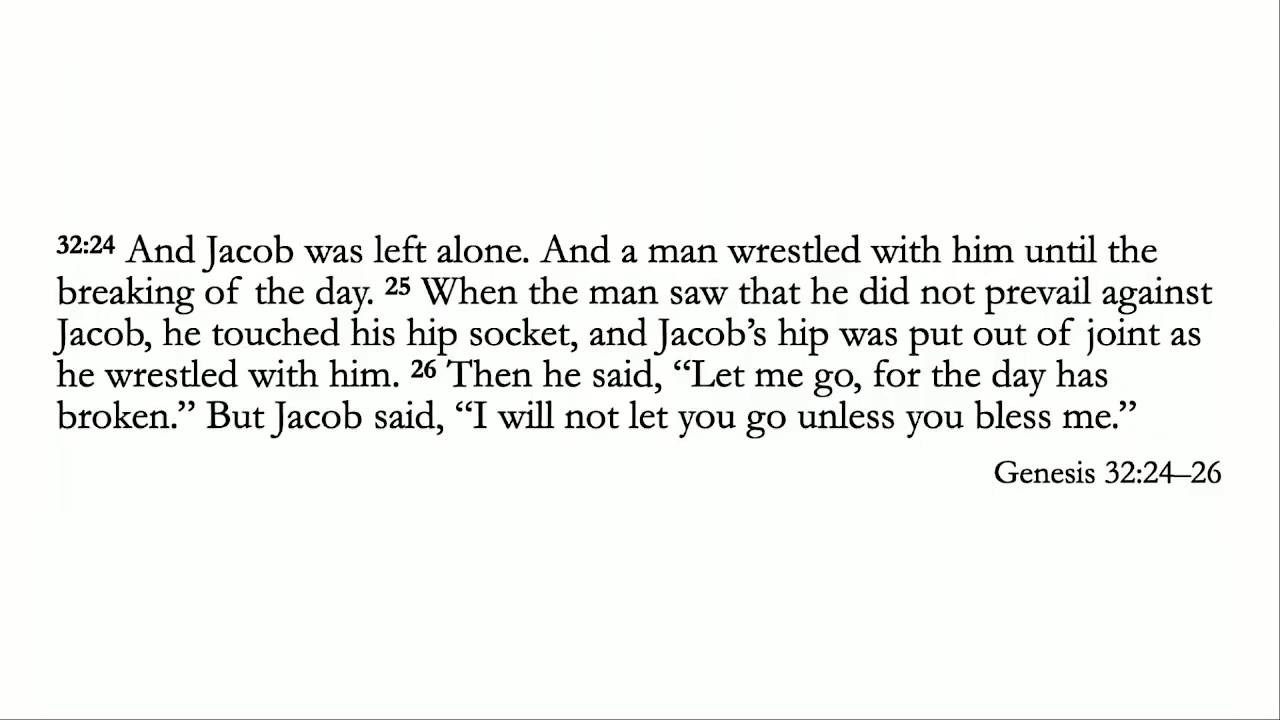 32:24 And Jacob was left alone. And a man wrestled with him until the
breaking of the day. 25 When the man saw that he did not prevail against
Jacob, he touched his hip socket, and Jacob’s hip was put out of joint as
he wrestled with him. 26 Then he said, “Let me go, for the day has
broken.” But Jacob said, “I will not let you go unless you bless me.”
Genesis 32:24–26